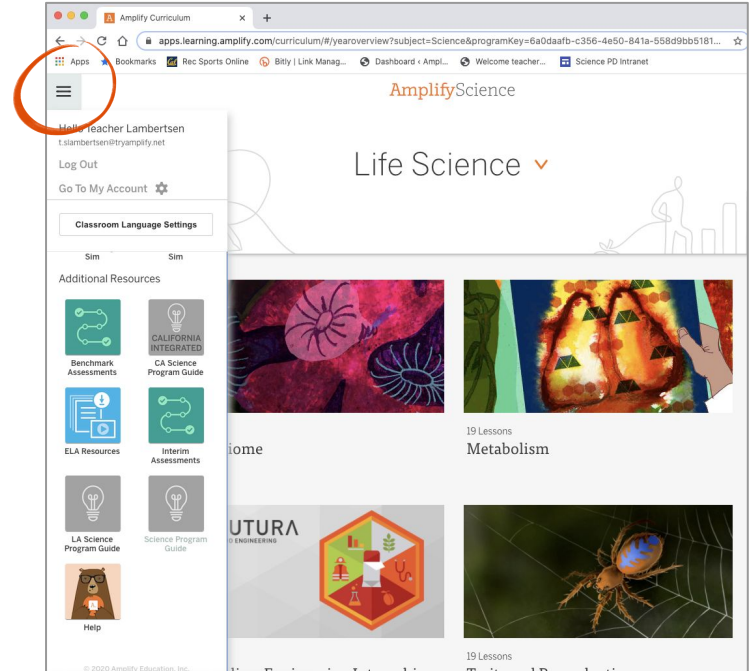 Amplify Curriculum
apps.learning.amplify.com/curriculum/#/yearoverview?subject=Science&programKey=6a0daafb-c356-4e50-841a-558d9bb5181...
Apps Bookmarks Rec Sports Online Bitly | Link Manag... Dashboard ‹ Ampl... Welcome teacher... Science PD Intranet
AmplifyScience
Hello Teacher Lambertsen
t.slambertsen@tryamplify.net
Log Out
Go To My Account
Classroom Language Settings
Life Science
Sim Sim
Additional Resources
CALIFORNIA
INTEGRATED
Benchmark
Assessments
CA Science
Program Guide
ELA Resources
Interim
Assessments
LA Science
Program Guide
Science Program
Guide
Help
© 2020 Amplify Education, Inc.
iome
19 Lessons
Metabolism
UTURA
ENGINEERING
19 Lessons